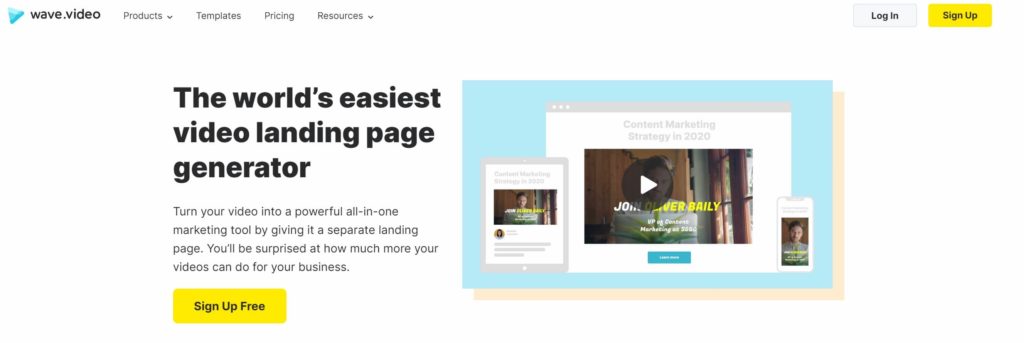 wave.video
Products
Templates
Pricing
Resources
Log In
Sign Up
The world's easiest
video landing page
generator
Turn your video into a powerful all-in-one
marketing tool by giving it a separate landing
page. You'll be surprised at how much more your
videos can do for your business.
Sign Up Free
Content Marketing
Strategy in 2020
JOIN OLIVER BAILY
VP of Content
Marketing at
Learn more
Content Marketing
Strategy in 2020
JOIN OLIVER BAILY